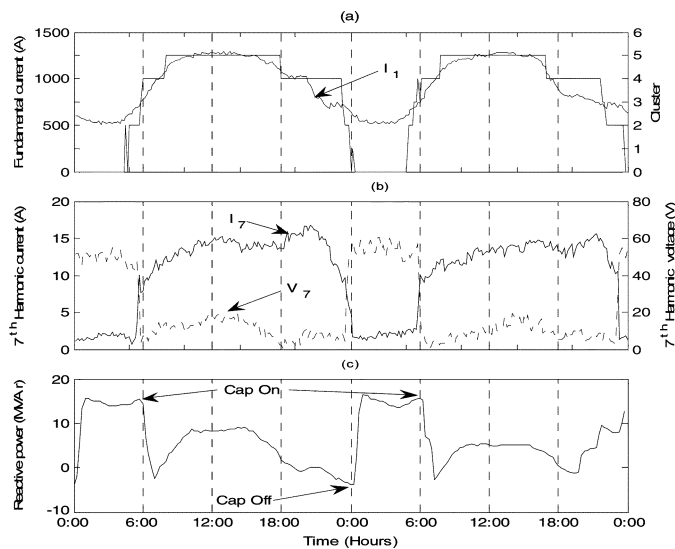 (a)
Fundamental current (A)
1500
1000
500
0
I 1
6
5
4
3
2
1
0
Cluster
(b)
7th Harmonic current (A)
20
15
10
5
0
I 7
V 7
80
60
40
20
0
7th Harmonic voltage (V)
(c)
Reactive power (MVAr)
20
10
0
-10
Cap On
Cap Off
0:00 6:00 12:00 18:00 0:00 6:00 12:00 18:00 0:00
Time (Hours)